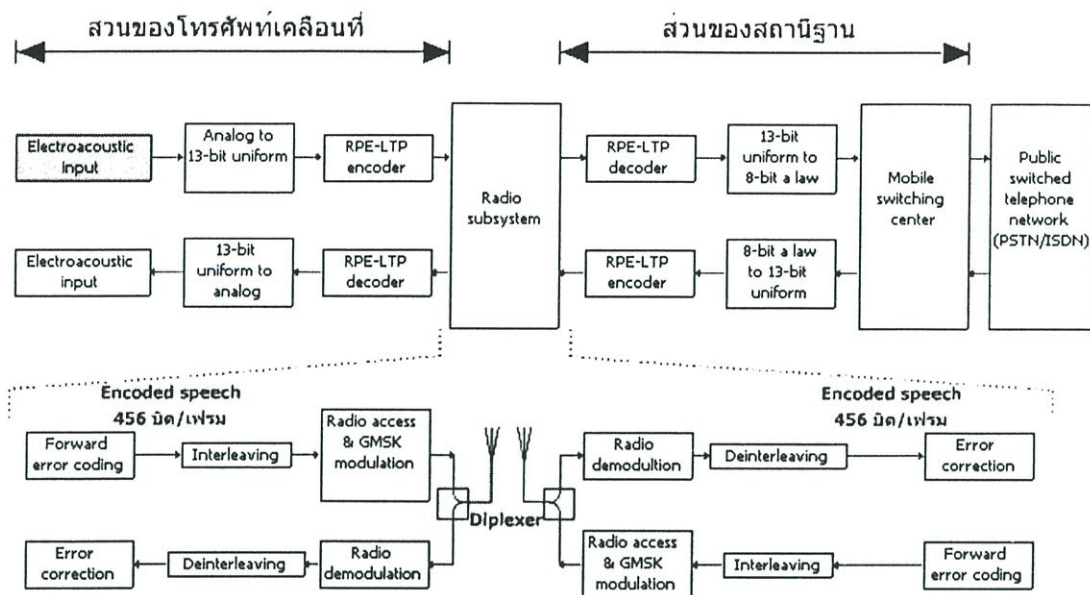 สวนของโทรศัพท์เคลื่อนที่
สวนของสถานีฐาน
Electroacoustic
input
Analog to
13-bit uniform
RPE-LTP
encoder
Radio
subsystem
RPE-LTP
decoder
13-bit
uniform to
8-bit a law
Mobile
switching
center
Public
switched
telephone
network
(PSTN/ISDN)
Electroacoustic
input
13-bit
uniform to
analog
RPE-LTP
decoder
RPE-LTP
encoder
8-bit a law
to 13-bit
uniform
Encoded speech
456 บิต/เฟรม
Encoded speech
456 บิต/เฟรม
Forward
error coding
Interleaving
Radio access
& GMSK
modulation
Radio
demodultion
Deinterleaving
Error
correction
Diplexer
Error
correction
Deinterleaving
Radio
demodulation
Radio access
& GMSK
modulation
Interleaving
Forward
error coding